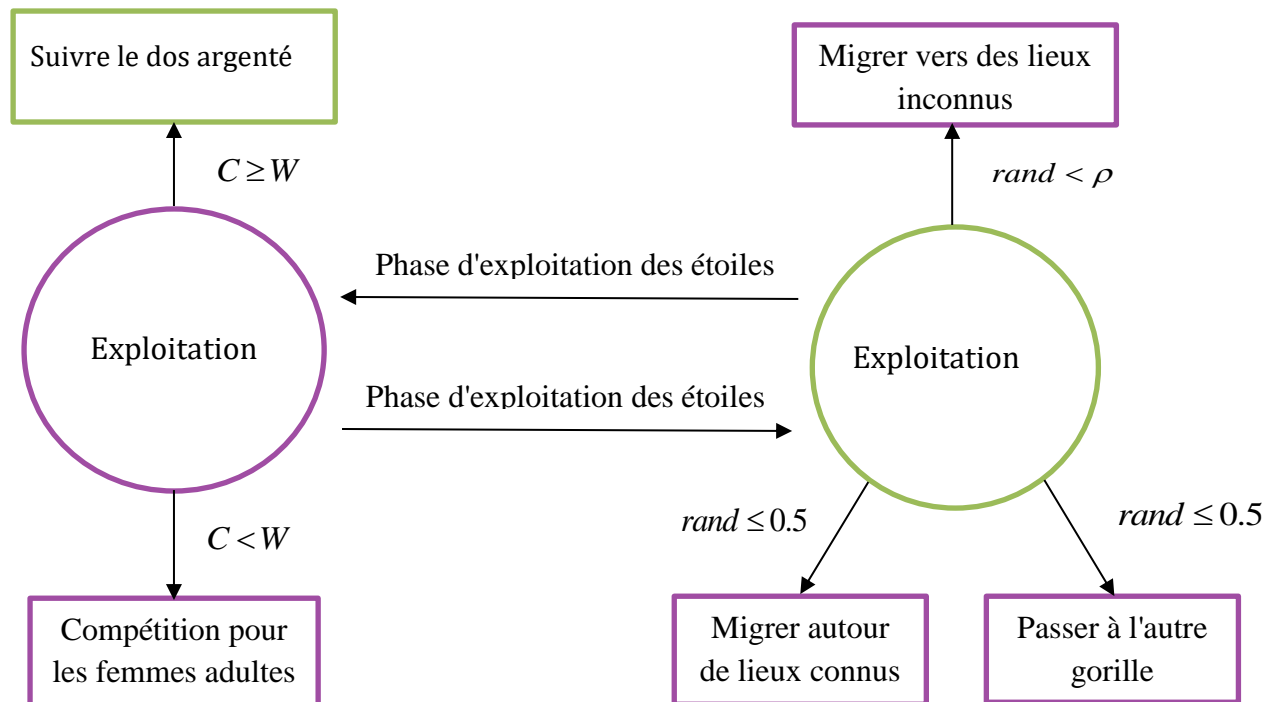 Suivre le dos argenté
Migrer vers des lieux
inconnus
C ≥ W
rand < ρ
Phase d'exploitation des étoiles
Exploitation
Exploitation
Phase d'exploitation des étoiles
C < W
rand ≤ 0.5
rand ≤ 0.5
Compétition pour
les femmes adultes
Migrer autour
de lieux connus
Passer à l'autre
gorille